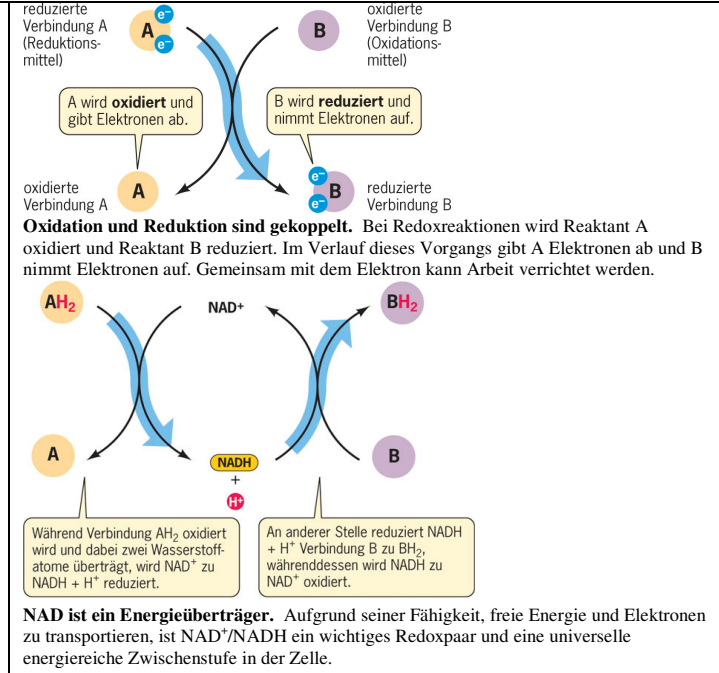 reduzierte
Verbindung A
(Reduktions-
mittel)
A
e⁻
e⁻
B
oxidierte
Verbindung B
(Oxidations-
mittel)
A wird oxidiert und
gibt Elektronen ab.
B wird reduziert und
nimmt Elektronen auf.
oxidierte
Verbindung A
A
e⁻
e⁻
B
reduzierte
Verbindung B
Oxidation und Reduktion sind gekoppelt. Bei Redoxreaktionen wird Reaktant A
oxidiert und Reaktant B reduziert. Im Verlauf dieses Vorgangs gibt A Elektronen ab und B
nimmt Elektronen auf. Gemeinsam mit dem Elektron kann Arbeit verrichtet werden.
AH₂
NAD⁺
BH₂
A
NADH
+
H⁺
B
Während Verbindung AH₂ oxidiert
wird und dabei zwei Wasserstoff-
atome überträgt, wird NAD⁺ zu
NADH + H⁺ reduziert.
An anderer Stelle reduziert NADH
+ H⁺ Verbindung B zu BH₂,
währenddessen wird NADH zu
NAD⁺ oxidiert.
NAD ist ein Energieüberträger. Aufgrund seiner Fähigkeit, freie Energie und Elektronen
zu transportieren, ist NAD⁺/NADH ein wichtiges Redoxpaar und eine universelle
energiereiche Zwischenstufe in der Zelle.